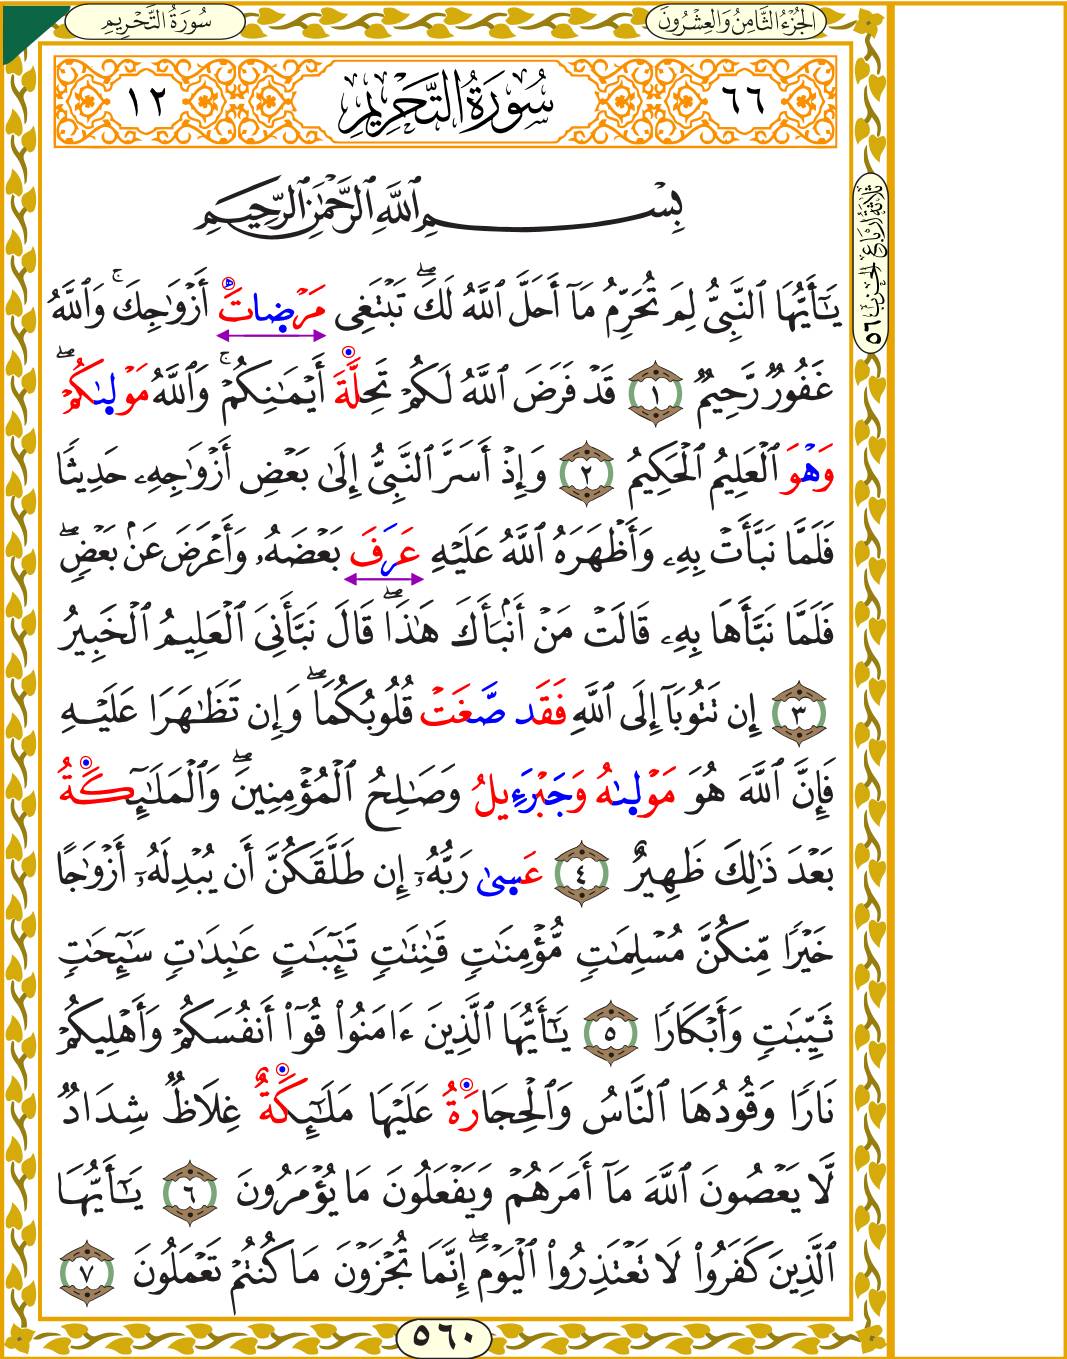 سُورَةُ التَّحْرِيمِ
الجُزْءُ الثَّامِنُ وَالعِشْرُونَ
٦٦ سُورَةُ التَّحْرِيمِ ١٢
بِسْمِ ٱللَّهِ ٱلرَّحْمَٰنِ ٱلرَّحِيمِ
ثَلَاثَةُ أَرْبَاعِ الحِزْبِ ٥٦
يَـٰٓأَيُّهَا ٱلنَّبِىُّ لِمَ تُحَرِّمُ مَآ أَحَلَّ ٱللَّهُ لَكَۖ تَبْتَغِى مَرْضَاتَ أَزْوَٰجِكَۚ وَٱللَّهُ
غَفُورٌ رَّحِيمٌ ١ قَدْ فَرَضَ ٱللَّهُ لَكُمْ تَحِلَّةَ أَيْمَـٰنِكُمْۚ وَٱللَّهُ مَوْلِىٰكُمْۖ
وَهْوَ ٱلْعَلِيمُ ٱلْحَكِيمُ ٢ وَإِذْ أَسَرَّ ٱلنَّبِىُّ إِلَىٰ بَعْضِ أَزْوَٰجِهِۦ حَدِيثًا
فَلَمَّا نَبَّأَتْ بِهِۦ وَأَظْهَرَهُ ٱللَّهُ عَلَيْهِ عَرَفَ بَعْضَهُۥ وَأَعْرَضَ عَنۢ بَعْضٍۖ
فَلَمَّا نَبَّأَهَا بِهِۦ قَالَتْ مَنْ أَنۢبَأَكَ هَـٰذَاۖ قَالَ نَبَّأَنِىَ ٱلْعَلِيمُ ٱلْخَبِيرُ
٣ إِن تَتُوبَآ إِلَى ٱللَّهِ فَقَد صَّغَتْ قُلُوبُكُمَاۖ وَإِن تَظَـٰهَرَا عَلَيْهِ
فَإِنَّ ٱللَّهَ هُوَ مَوْلِىٰهُ وَجَبْرَءِيلُ وَصَـٰلِحُ ٱلْمُؤْمِنِينَۖ وَٱلْمَلَـٰٓئِكَةُ
بَعْدَ ذَٰلِكَ ظَهِيرٌ ٤ عَسِىٰ رَبُّهُۥٓ إِن طَلَّقَكُنَّ أَن يُبْدِلَهُۥٓ أَزْوَٰجًا
خَيْرًا مِّنكُنَّ مُسْلِمَـٰتٍ مُّؤْمِنَـٰتٍ قَـٰنِتَـٰتٍ تَـٰٓئِبَـٰتٍ عَـٰبِدَٰتٍ سَـٰٓئِحَـٰتٍ
ثَيِّبَـٰتٍ وَأَبْكَارًا ٥ يَـٰٓأَيُّهَا ٱلَّذِينَ ءَامَنُوا۟ قُوٓا۟ أَنفُسَكُمْ وَأَهْلِيكُمْ
نَارًا وَقُودُهَا ٱلنَّاسُ وَٱلْحِجَارَةُ عَلَيْهَا مَلَـٰٓئِكَةٌ غِلَاظٌ شِدَادٌ
لَّا يَعْصُونَ ٱللَّهَ مَآ أَمَرَهُمْ وَيَفْعَلُونَ مَا يُؤْمَرُونَ ٦ يَـٰٓأَيُّهَا
ٱلَّذِينَ كَفَرُوا۟ لَا تَعْتَذِرُوا۟ ٱلْيَوْمَۖ إِنَّمَا تُجْزَوْنَ مَا كُنتُمْ تَعْمَلُونَ ٧
٥٦٠